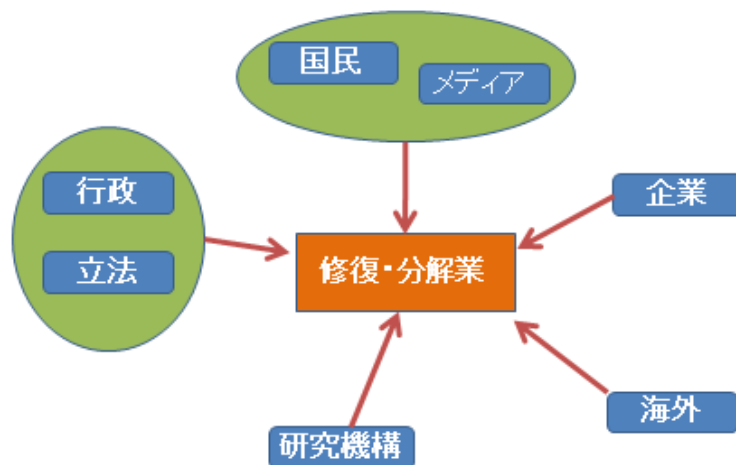 国民
メディア
行政
立法
企業
修復・分解業
研究機構
海外